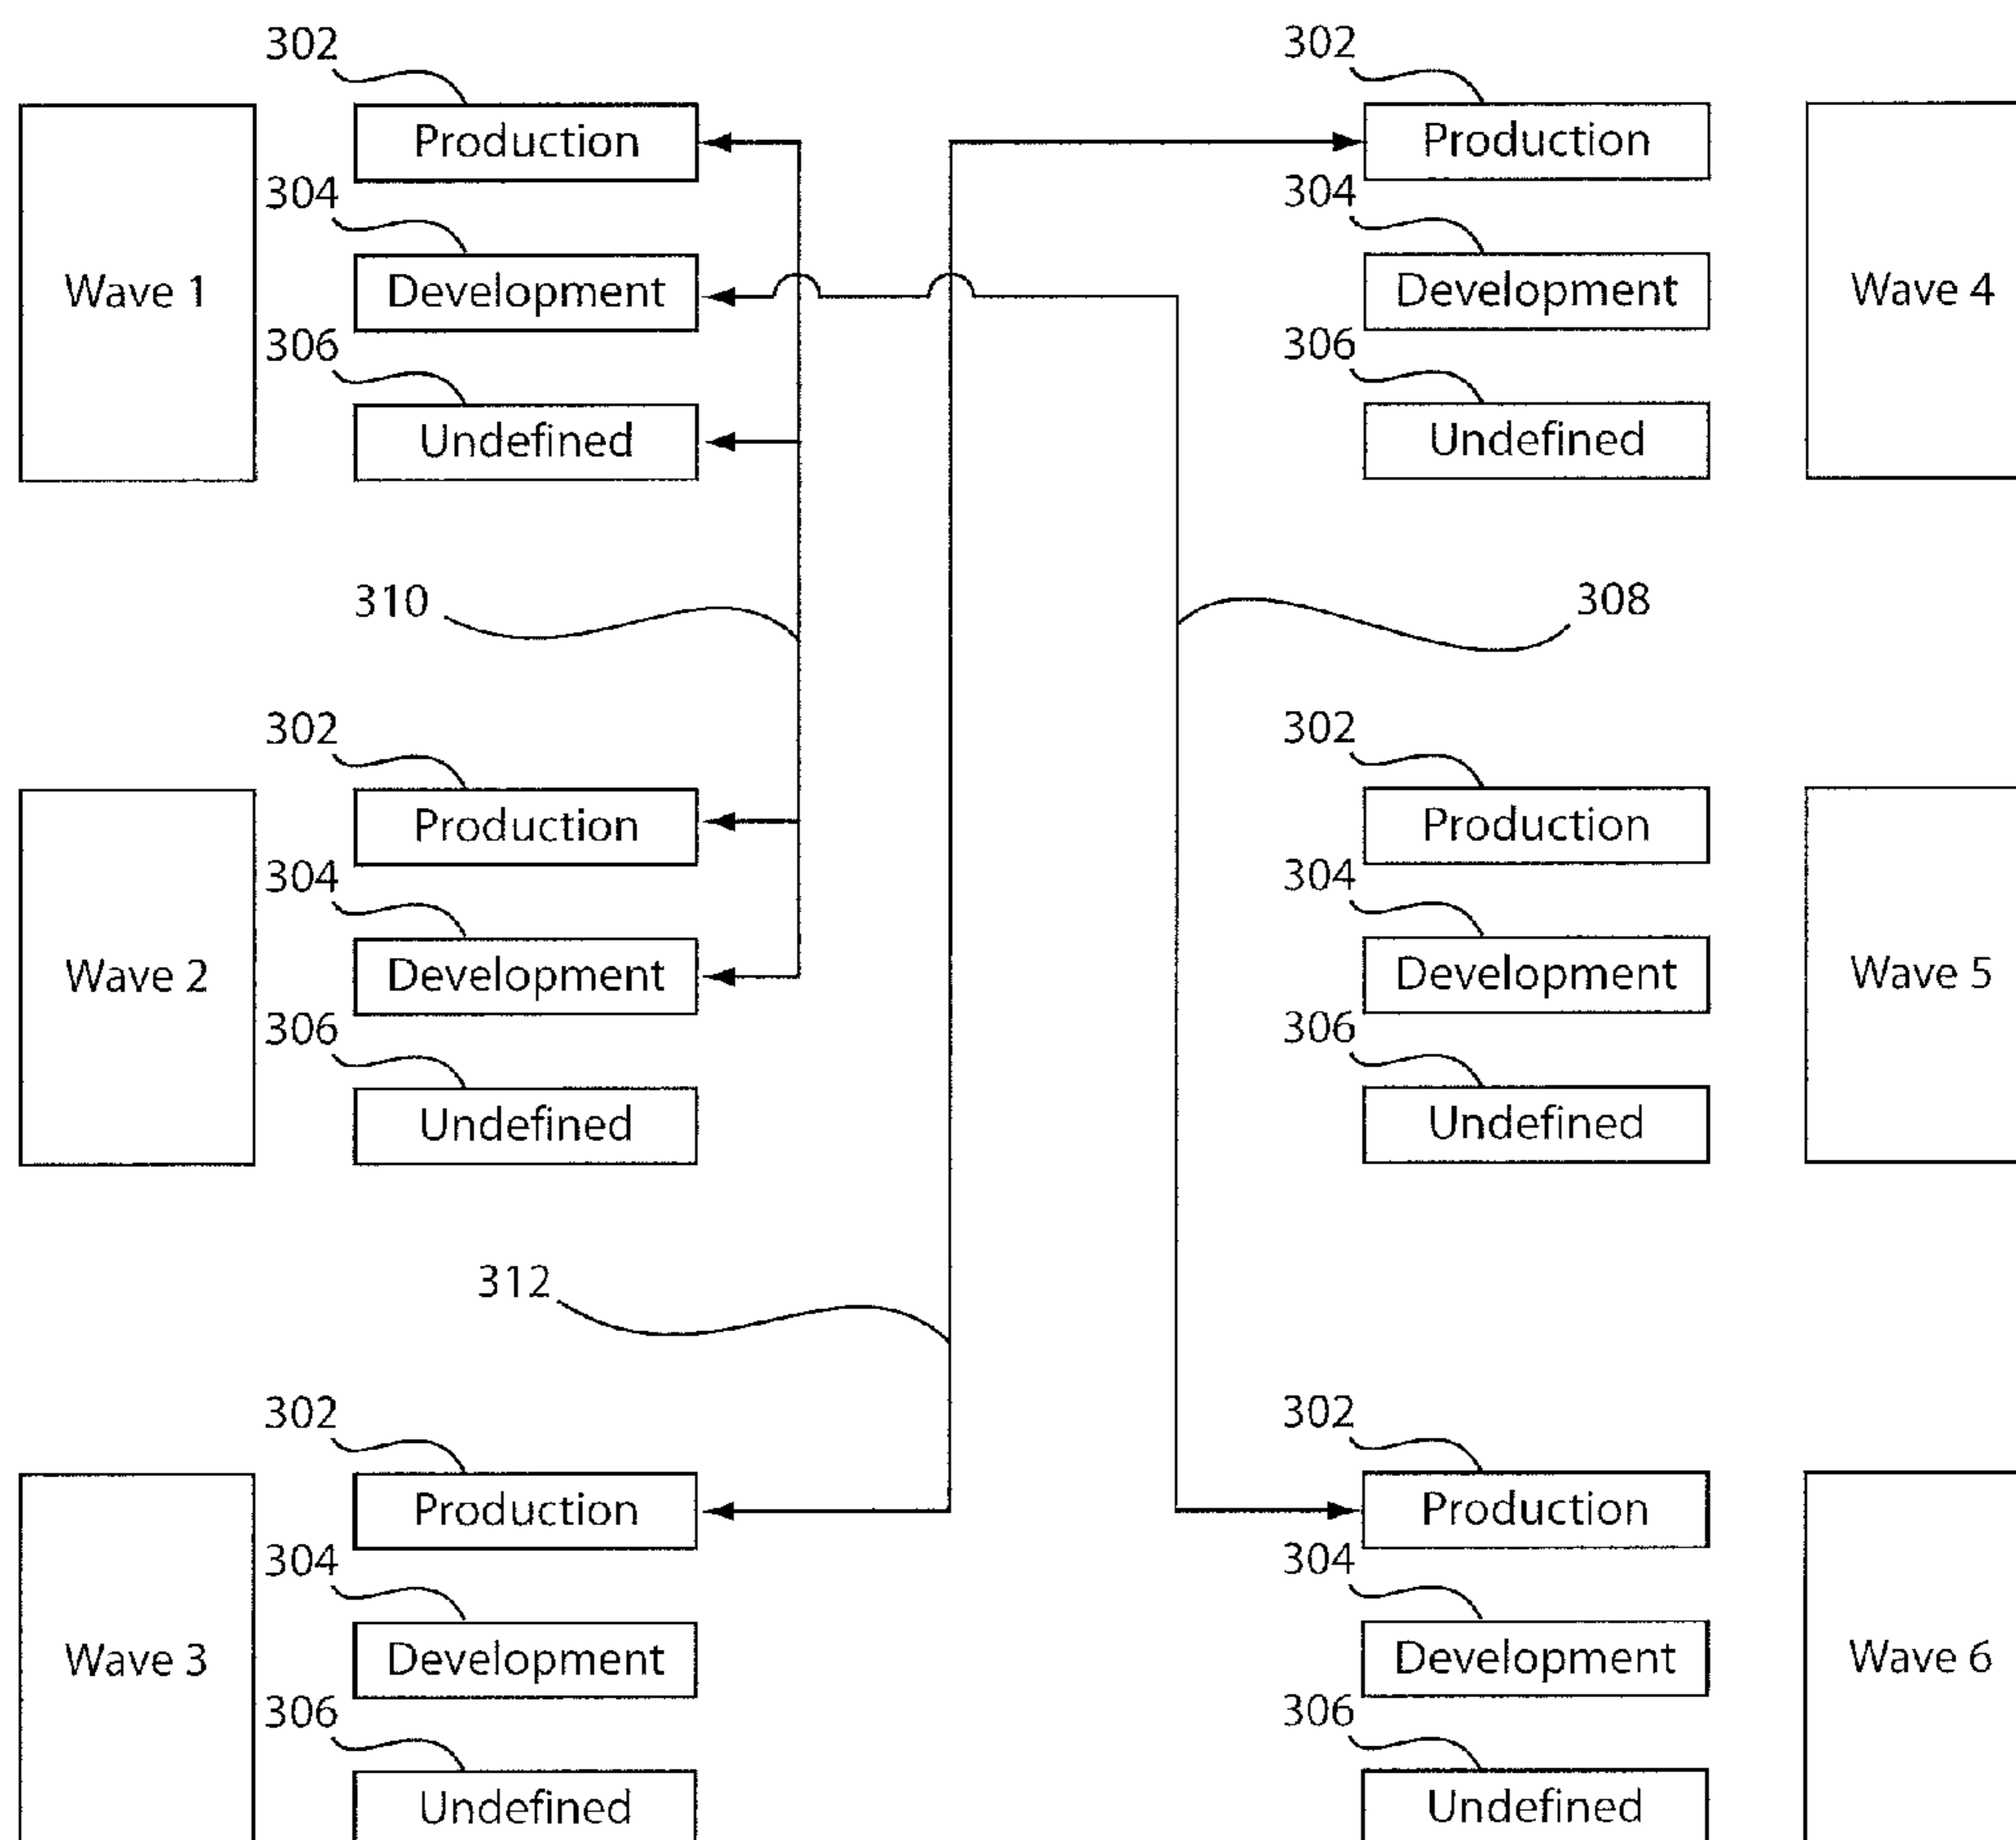 302
Production
304
Wave 1
Development
306
Undefined
302
Production
304
Development
Wave 4
306
Undefined
310
308
302
Production
304
Wave 2
Development
306
Undefined
302
Production
304
Development
Wave 5
306
Undefined
312
302
Production
304
Wave 3
Development
306
Undefined
302
Production
304
Development
Wave 6
306
Undefined